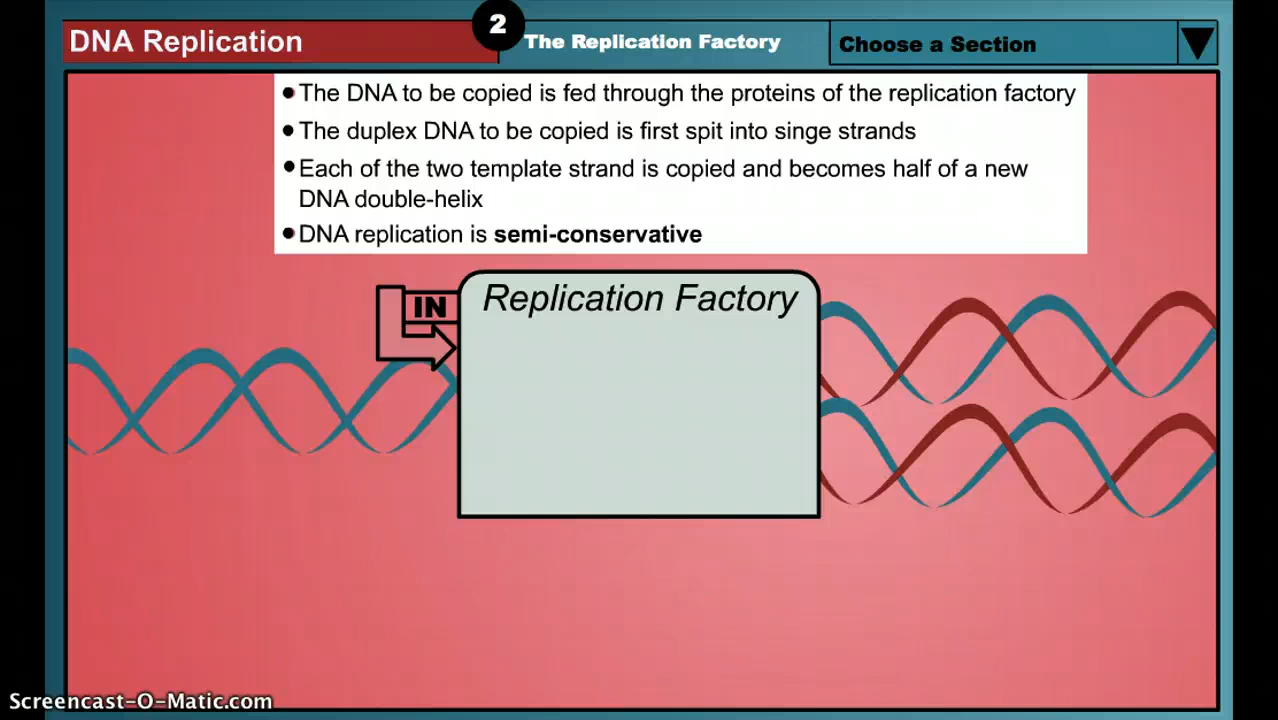 DNA Replication
2
The Replication Factory
Choose a Section
●The DNA to be copied is fed through the proteins of the replication factory
●The duplex DNA to be copied is first spit into singe strands
●Each of the two template strand is copied and becomes half of a new
DNA double-helix
●DNA replication is semi-conservative
IN
Replication Factory
Screencast-O-Matic.com